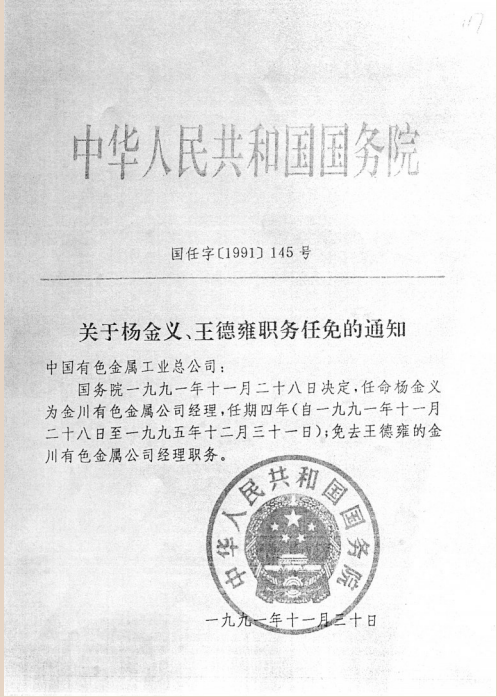 117
中华人民共和国国务院
国任字〔1991〕145号
关于杨金义、王德雍职务任免的通知
中国有色金属工业总公司：
国务院一九九一年十一月二十八日决定，任命杨金义
为金川有色金属公司经理，任期四年（自一九九一年十一月
二十八日至一九九五年十二月三十一日）；免去王德雍的金
川有色金属公司经理职务。
中华人民共和国国务院
一九九一年十一月三十日